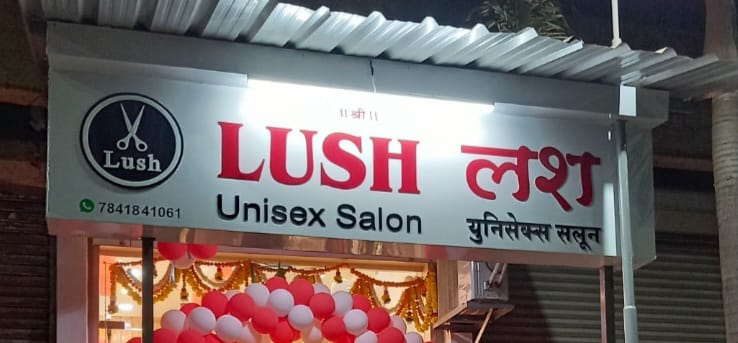 || श्री ||
Lush
LUSH लश
Unisex Salon युनिसेक्स सलून
7841841061